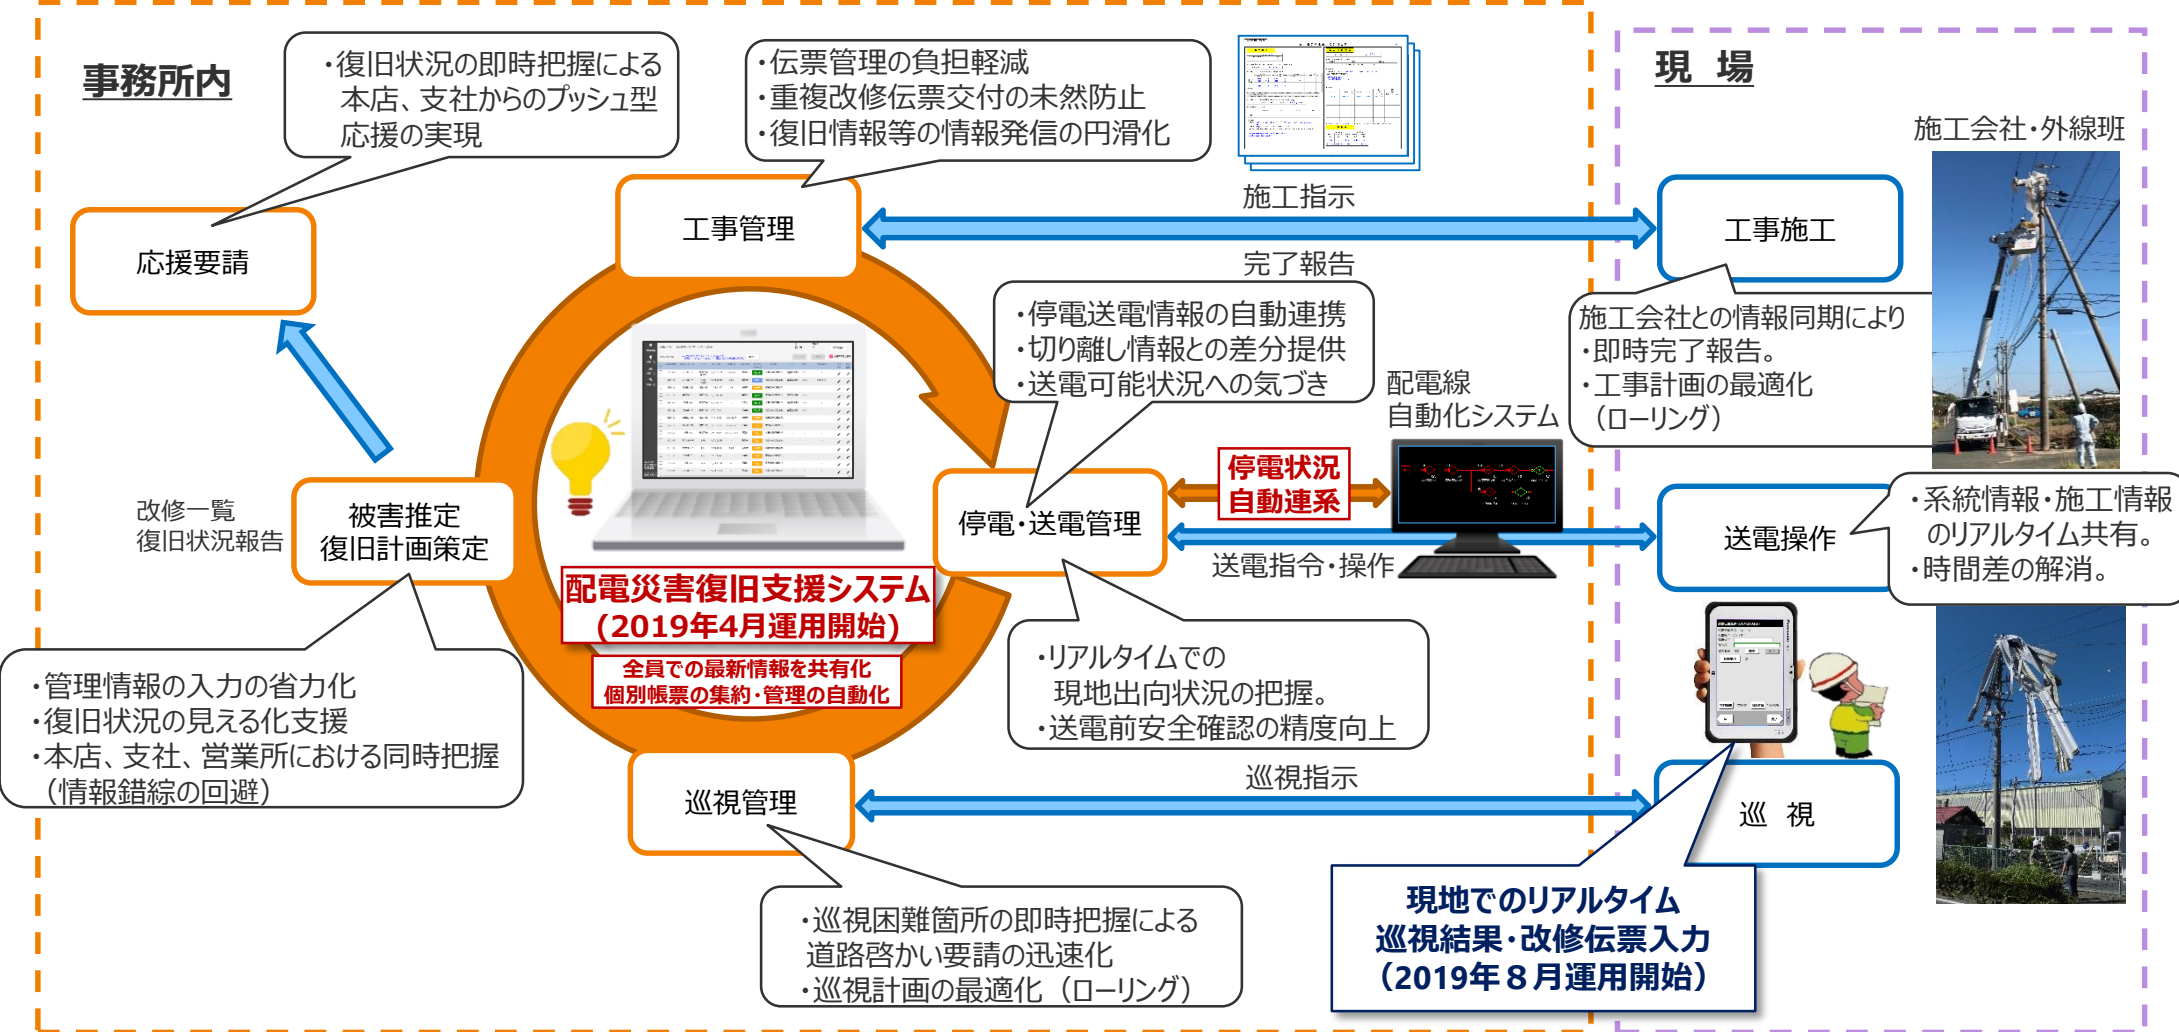 事務所内
・復旧状況の即時把握による
本店、支社からのプッシュ型
応援の実現
・伝票管理の負担軽減
・重複改修伝票交付の未然防止
・復旧情報等の情報発信の円滑化
現 場
施工会社・外線班
応援要請
工事管理
施工指示
完了報告
工事施工
・停電送電情報の自動連携
・切り離し情報との差分提供
・送電可能状況への気づき
施工会社との情報同期により
・即時完了報告。
・工事計画の最適化
（ローリング）
配電線
自動化システム
改修一覧
復旧状況報告
被害推定
復旧計画策定
停電・送電管理
停電状況
自動連系
送電指令・操作
送電操作
・系統情報・施工情報
のリアルタイム共有。
・時間差の解消。
配電災害復旧支援システム
(2019年4月運用開始)
全員での最新情報を共有化
個別帳票の集約・管理の自動化
・リアルタイムでの
現地出向状況の把握。
・送電前安全確認の精度向上
・管理情報の入力の省力化
・復旧状況の見える化支援
・本店、支社、営業所における同時把握
（情報錯綜の回避）
巡視管理
巡視指示
巡 視
・巡視困難箇所の即時把握による
道路啓かい要請の迅速化
・巡視計画の最適化（ローリング）
現地でのリアルタイム
巡視結果・改修伝票入力
（2019年８月運用開始）